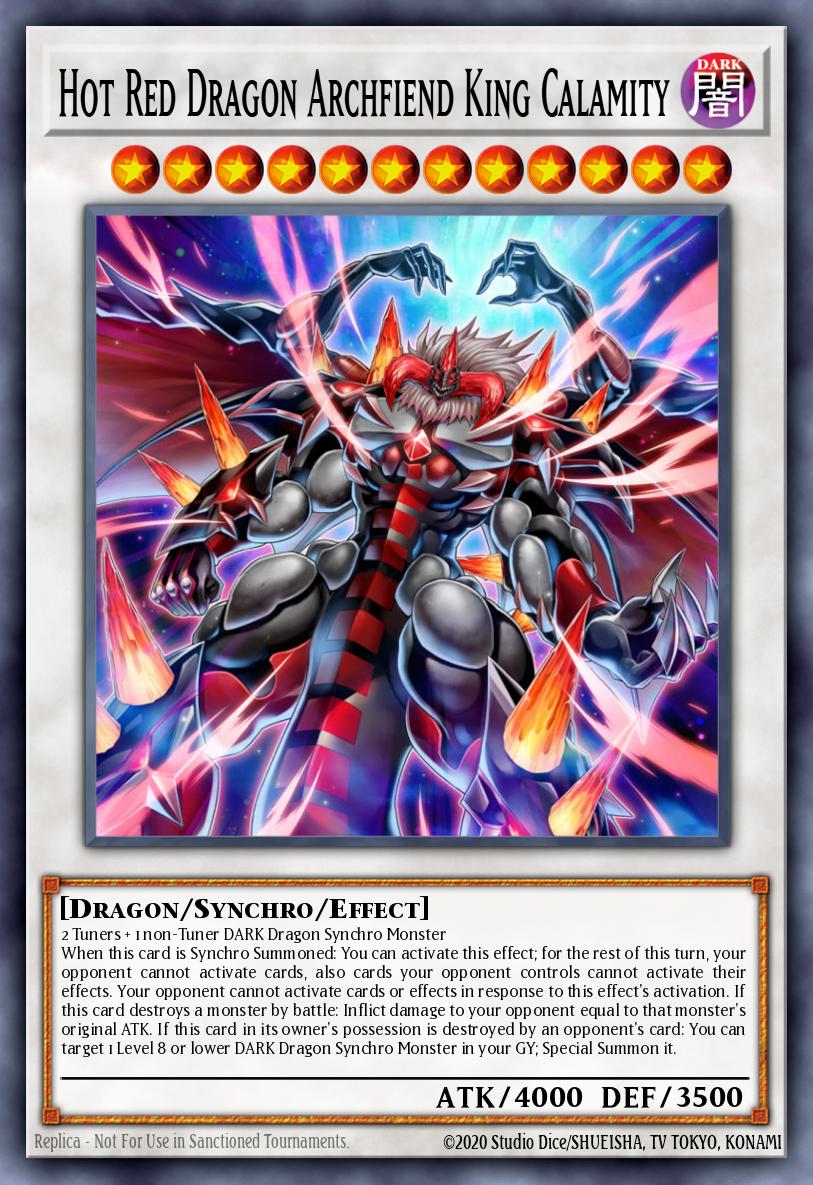 Hot Red Dragon Archfiend King Calamity
DARK
闇
[Dragon/Synchro/Effect]
2 Tuners + 1 non-Tuner DARK Dragon Synchro Monster
When this card is Synchro Summoned: You can activate this effect; for the rest of this turn, your
opponent cannot activate cards, also cards your opponent controls cannot activate their
effects. Your opponent cannot activate cards or effects in response to this effect's activation. If
this card destroys a monster by battle: Inflict damage to your opponent equal to that monster's
original ATK. If this card in its owner's possession is destroyed by an opponent's card: You can
target 1 Level 8 or lower DARK Dragon Synchro Monster in your GY; Special Summon it.
ATK/4000 DEF/3500
Replica - Not For Use in Sanctioned Tournaments.
©2020 Studio Dice/SHUEISHA, TV TOKYO, KONAMI